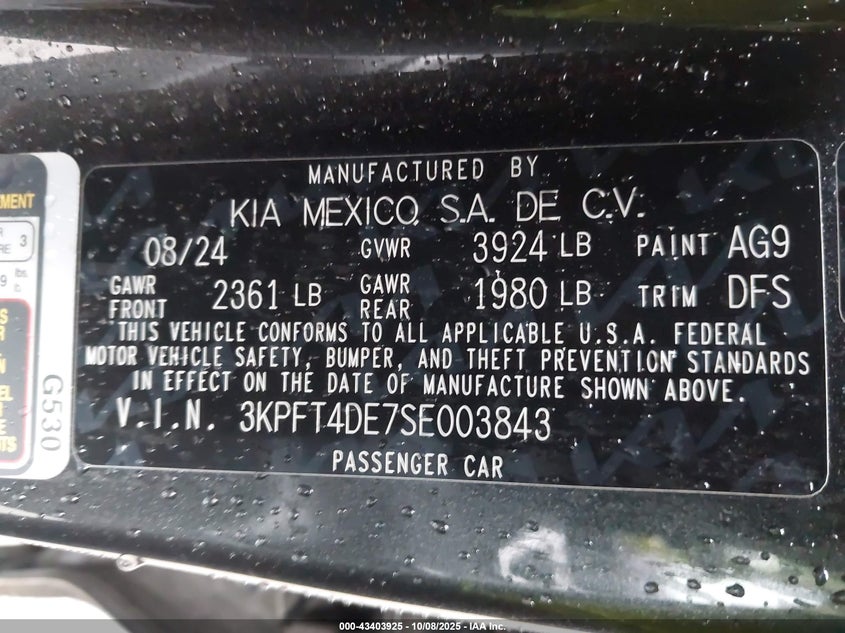 MANUFACTURED BY
KIA MEXICO, S.A. DE C.V.
08/24 GVWR 3924 LB PAINT AG9
GAWR FRONT 2361 LB GAWR REAR 1980 LB TRIM DFS
THIS VEHICLE CONFORMS TO ALL APPLICABLE U.S.A. FEDERAL
MOTOR VEHICLE SAFETY, BUMPER, AND THEFT PREVENTION STANDARDS
IN EFFECT ON THE DATE OF MANUFACTURE SHOWN ABOVE.
V.I.N. 3KPFT4DE7SE003843
PASSENGER CAR
3
9 lbs.
G530
000-43403925 - 10/08/2025 - IAA Inc.